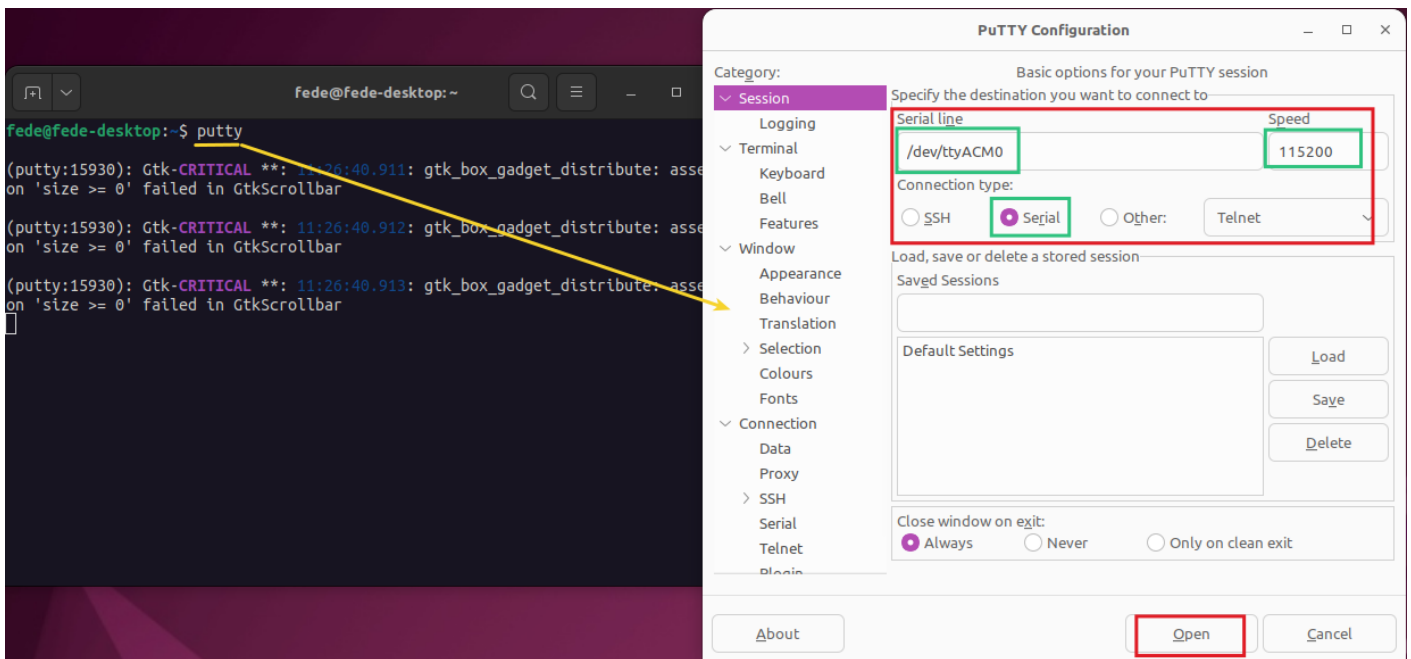 fede@fede-desktop: ~
fede@fede-desktop:~$ putty
(putty:15930): Gtk-CRITICAL **: 11:26:40.911: gtk_box_gadget_distribute: asse
on 'size >= 0' failed in GtkScrollbar
(putty:15930): Gtk-CRITICAL **: 11:26:40.912: gtk_box_gadget_distribute: asse
on 'size >= 0' failed in GtkScrollbar
(putty:15930): Gtk-CRITICAL **: 11:26:40.913: gtk_box_gadget_distribute: asse
on 'size >= 0' failed in GtkScrollbar
PuTTY Configuration
Category:
Session
Logging
Terminal
Keyboard
Bell
Features
Window
Appearance
Behaviour
Translation
Selection
Colours
Fonts
Connection
Data
Proxy
SSH
Serial
Telnet
Basic options for your PuTTY session
Specify the destination you want to connect to
Serial line Speed
/dev/ttyACM0 115200
Connection type:
SSH Serial Other: Telnet
Load, save or delete a stored session
Saved Sessions
Default Settings
Load
Save
Delete
Close window on exit:
Always Never Only on clean exit
About Open Cancel